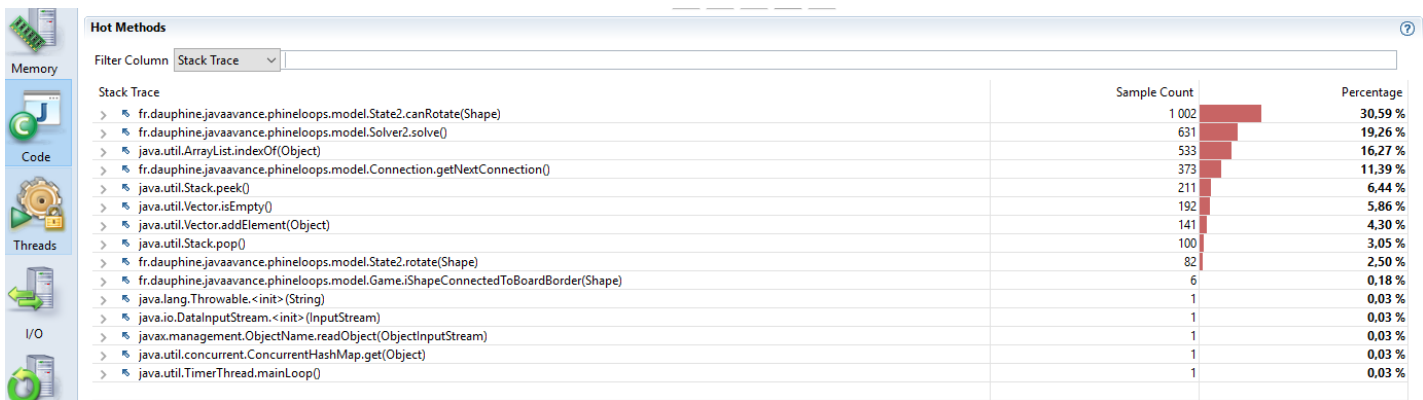 Hot Methods
Memory
Filter Column Stack Trace
Stack Trace Sample Count Percentage
fr.dauphine.javaavance.phineloops.model.State2.canRotate(Shape) 1 002 30,59 %
fr.dauphine.javaavance.phineloops.model.Solver2.solve() 631 19,26 %
Code
java.util.ArrayList.indexOf(Object) 533 16,27 %
fr.dauphine.javaavance.phineloops.model.Connection.getNextConnection() 373 11,39 %
java.util.Stack.peek() 211 6,44 %
java.util.Vector.isEmpty() 192 5,86 %
java.util.Vector.addElement(Object) 141 4,30 %
Threads
java.util.Stack.pop() 100 3,05 %
fr.dauphine.javaavance.phineloops.model.State2.rotate(Shape) 82 2,50 %
fr.dauphine.javaavance.phineloops.model.Game.iShapeConnectedToBoardBorder(Shape) 6 0,18 %
java.lang.Throwable.<init>(String) 1 0,03 %
java.io.DataInputStream.<init>(InputStream) 1 0,03 %
I/O
javax.management.ObjectName.readObject(ObjectInputStream) 1 0,03 %
java.util.concurrent.ConcurrentHashMap.get(Object) 1 0,03 %
java.util.TimerThread.mainLoop() 1 0,03 %